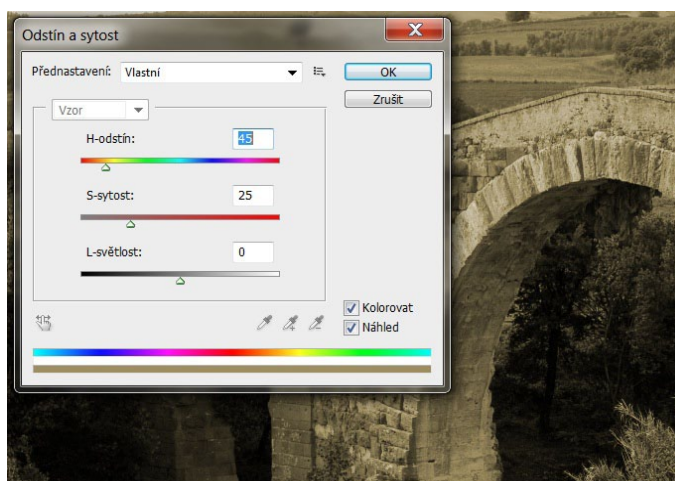 Odstín a sytost
Přednastavení: Vlastní
OK
Zrušit
Vzor
H-odstín: 45
S-sytost: 25
L-světlost: 0
Kolorovat
Náhled